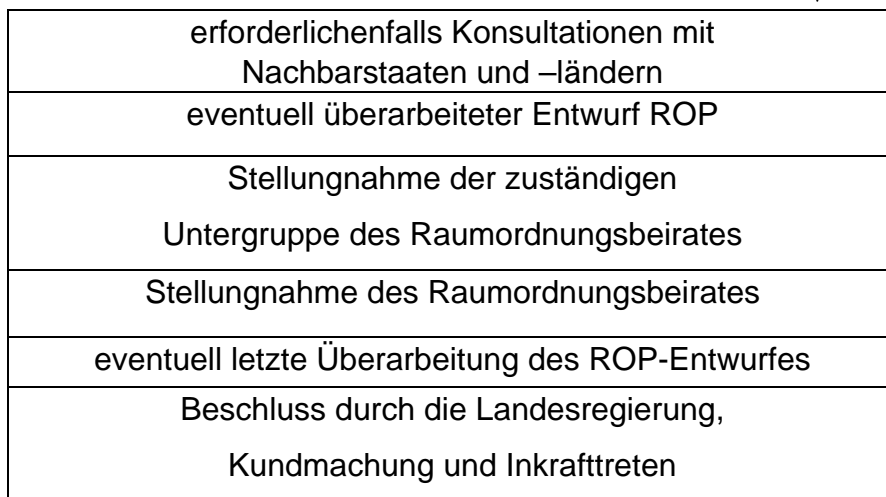 erforderlichenfalls Konsultationen mit
Nachbarstaaten und –ländern
eventuell überarbeiteter Entwurf ROP
Stellungnahme der zuständigen
Untergruppe des Raumordnungsbeirates
Stellungnahme des Raumordnungsbeirates
eventuell letzte Überarbeitung des ROP-Entwurfes
Beschluss durch die Landesregierung,
Kundmachung und Inkrafttreten